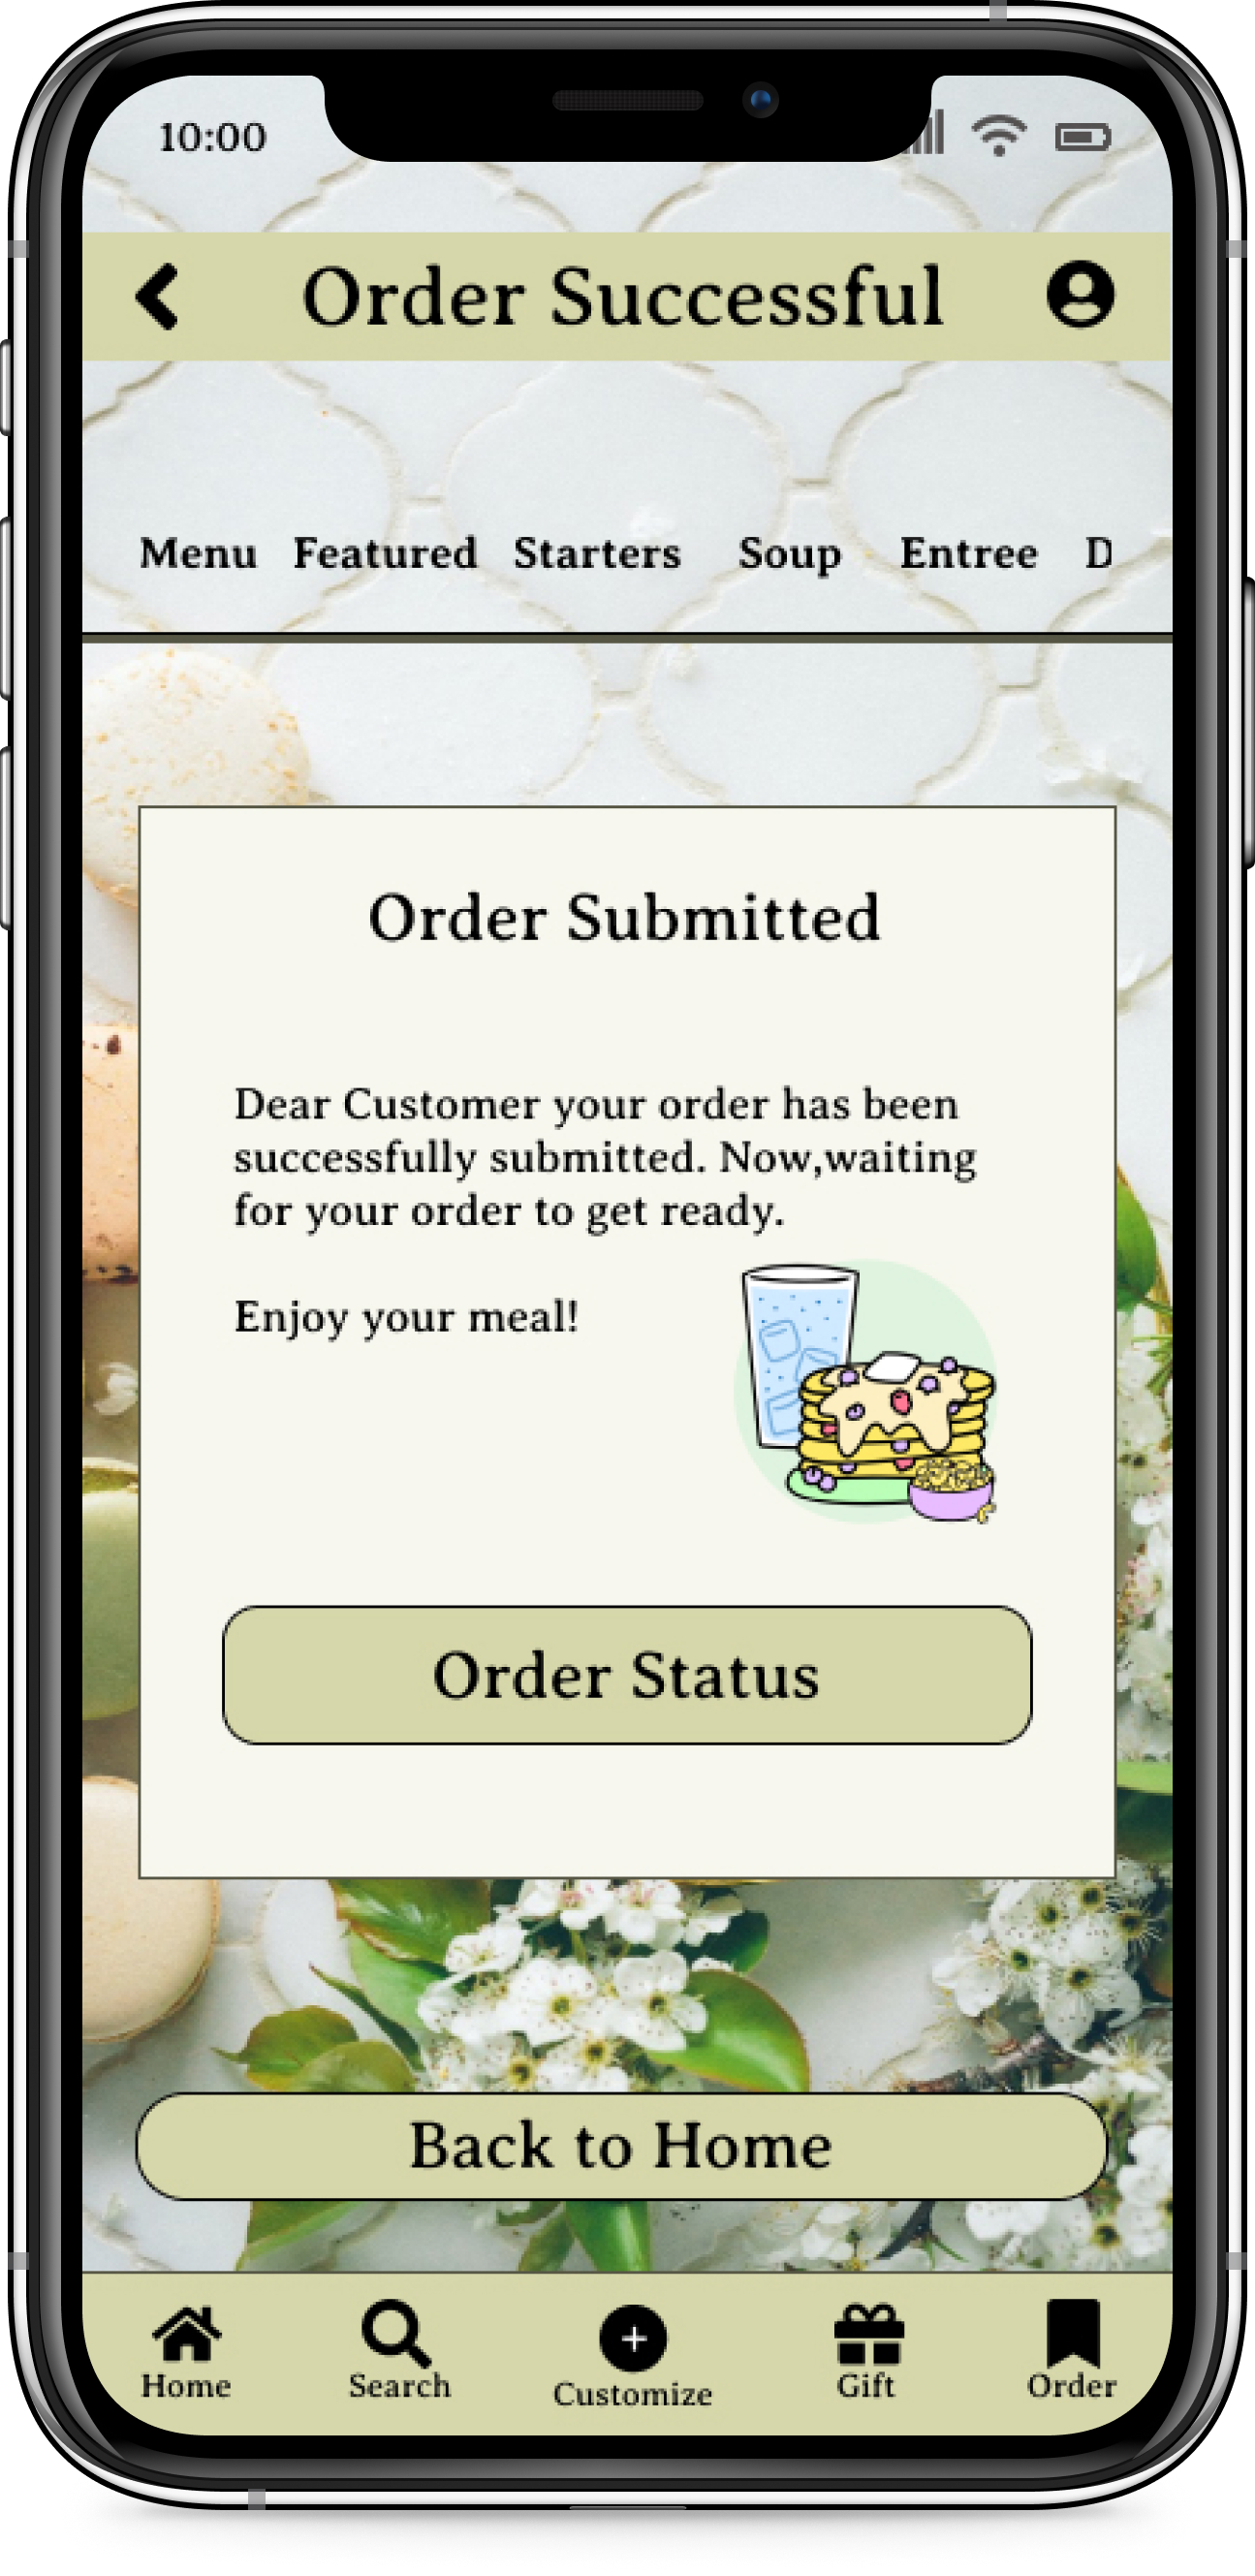 10:00
Order Successful
Menu Featured Starters Soup Entree D
Order Submitted
Dear Customer your order has been
successfully submitted. Now,waiting
for your order to get ready.
Enjoy your meal!
Order Status
Back to Home
Home Search Customize Gift Order